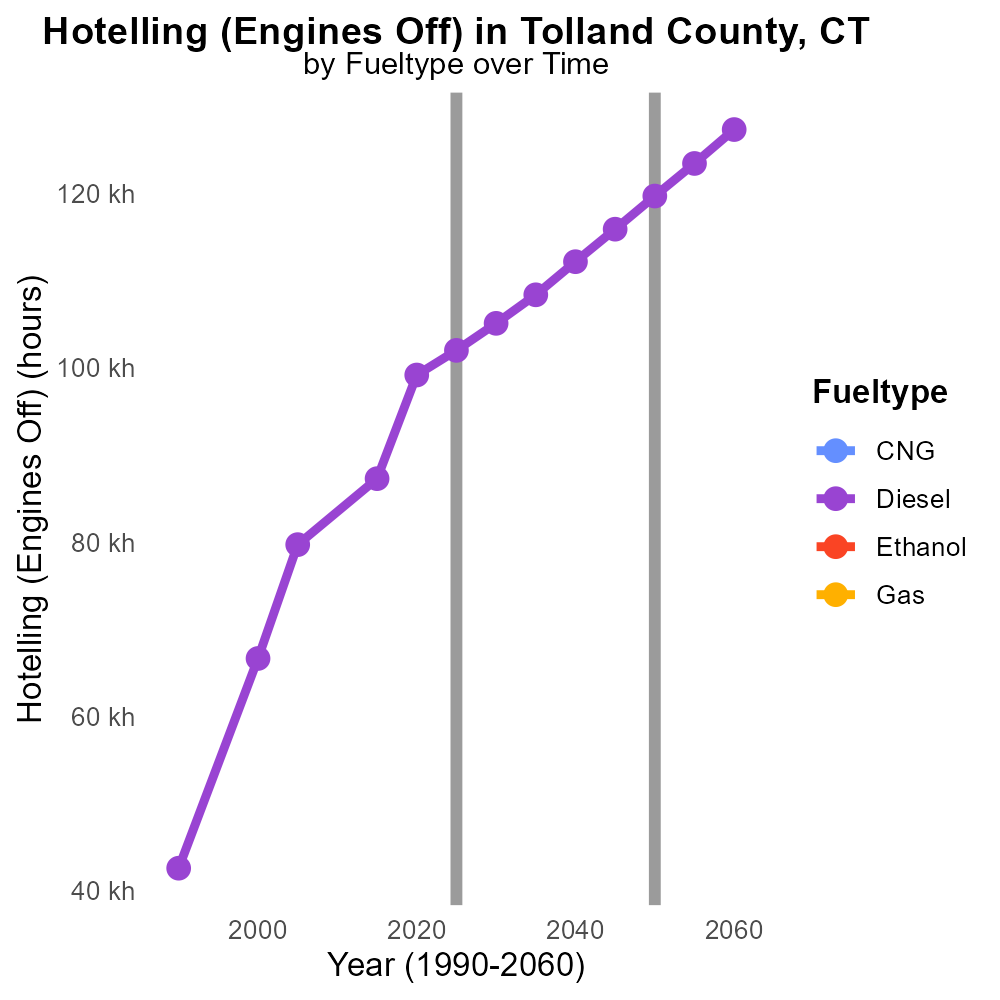 Hotelling (Engines Off) in Tolland County, CT
by Fueltype over Time
Hotelling (Engines Off) (hours)
120 kh
100 kh
80 kh
60 kh
40 kh
2000
2020
2040
2060
Year (1990-2060)
Fueltype
CNG
Diesel
Ethanol
Gas